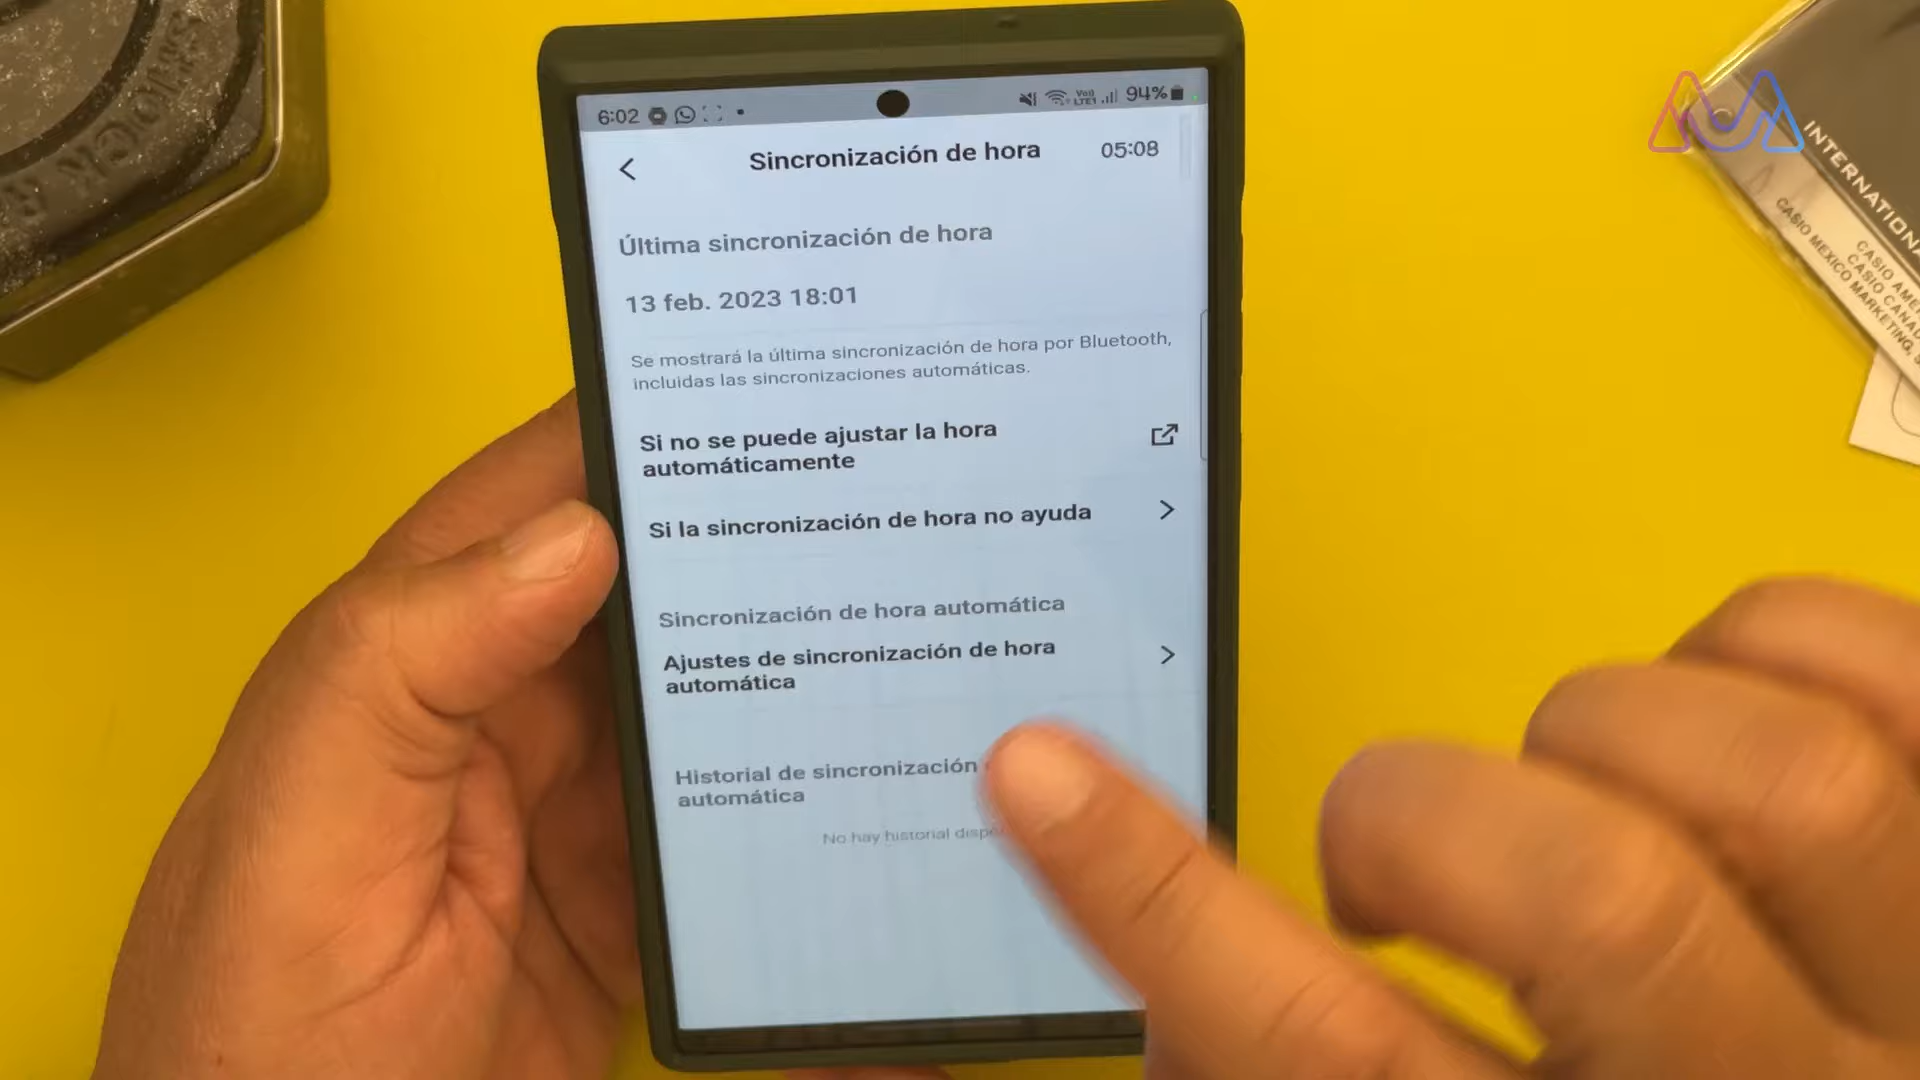 6:02
94%
Sincronización de hora
05:08
Última sincronización de hora
13 feb. 2023 18:01
Se mostrará la última sincronización de hora por Bluetooth,
incluidas las sincronizaciones automáticas.
Si no se puede ajustar la hora
automáticamente
Si la sincronización de hora no ayuda
Sincronización de hora automática
Ajustes de sincronización de hora
automática
Historial de sincronización
automática
No hay historial
INTERNATIONA
CASIO AME
CASIO CANAD
CASIO MEXICO MARKETING, S